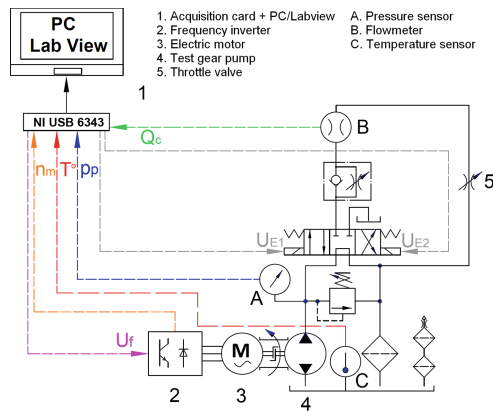 PC
Lab View
1. Acquisition card + PC/Labview
2. Frequency inverter
3. Electric motor
4. Test gear pump
5. Throttle valve
A. Pressure sensor
B. Flowmeter
C. Temperature sensor
1
NI USB 6343
Qc
B
nm T° pp
5
UE1
UE2
A
Uf
M
C
2
3
4